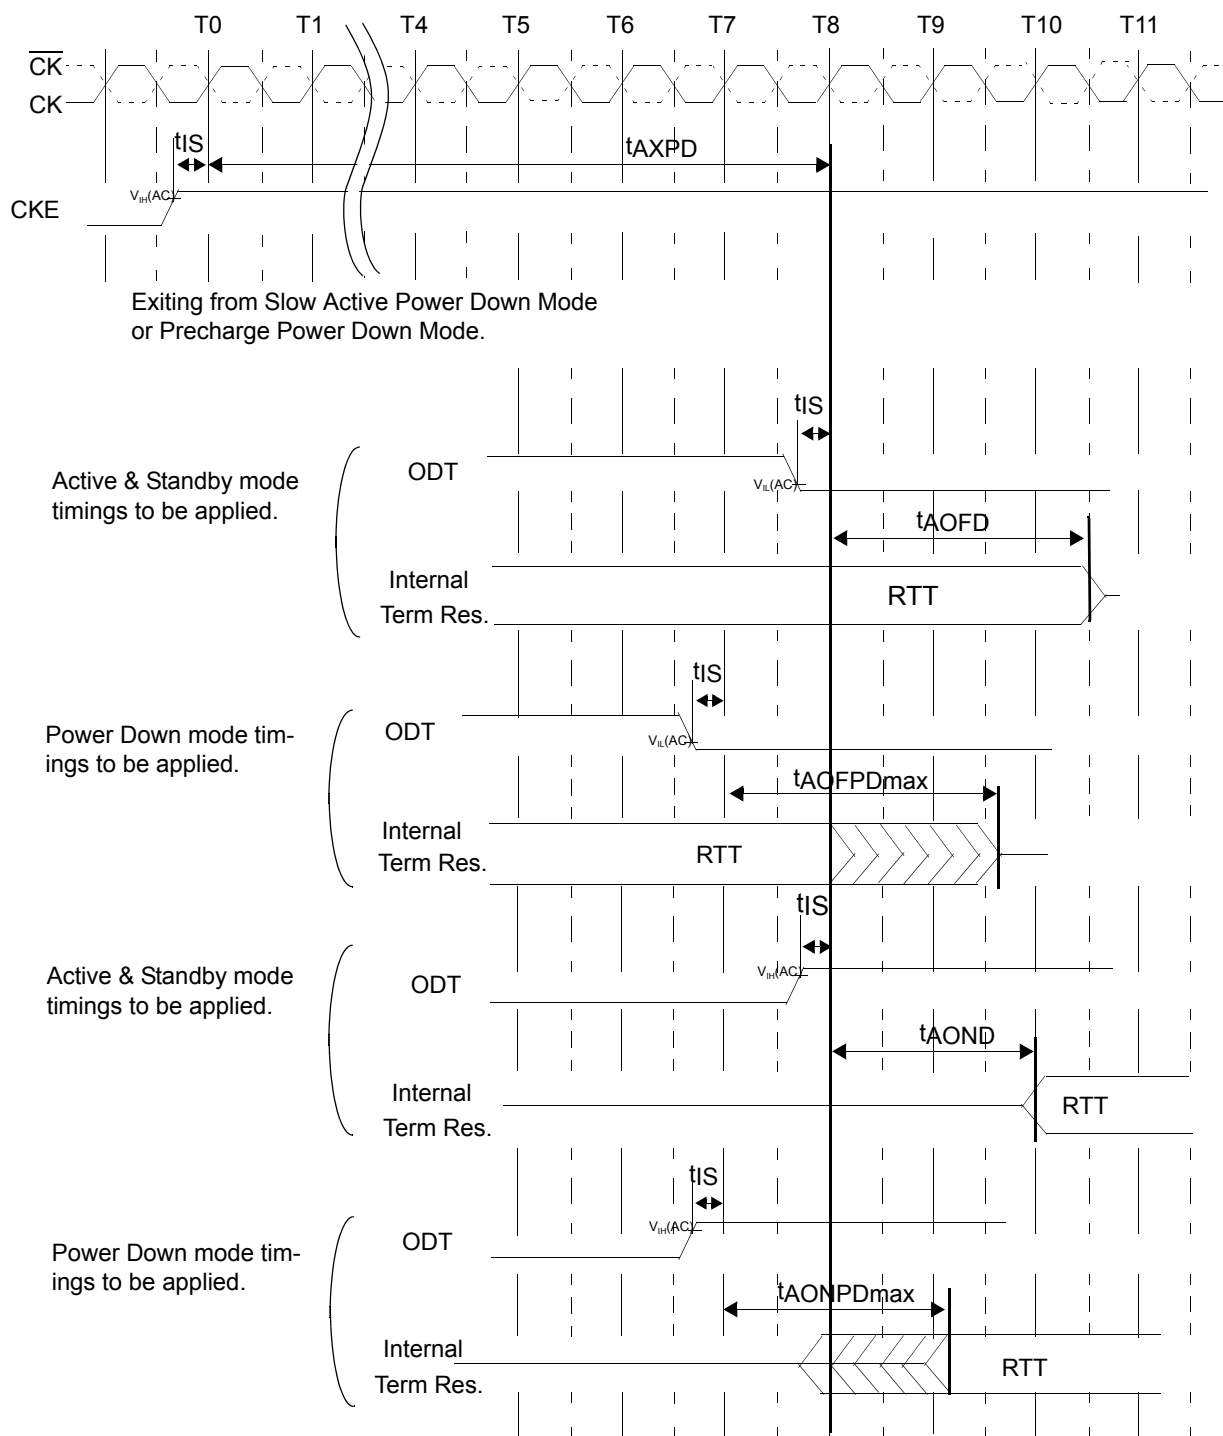 T0 T1 T4 T5 T6 T7 T8 T9 T10 T11
CK
CK
tIS
tAXPD
VIH(AC)
CKE
Exiting from Slow Active Power Down Mode
or Precharge Power Down Mode.
tIS
Active & Standby mode
timings to be applied.
ODT
VIL(AC)
tAOFD
Internal
Term Res.
RTT
tIS
Power Down mode tim-
ings to be applied.
ODT
VIL(AC)
tAOFPDmax
Internal
Term Res.
RTT
tIS
Active & Standby mode
timings to be applied.
ODT
VIH(AC)
tAOND
Internal
Term Res.
RTT
tIS
Power Down mode tim-
ings to be applied.
ODT
VIH(AC)
tAONPDmax
Internal
Term Res.
RTT